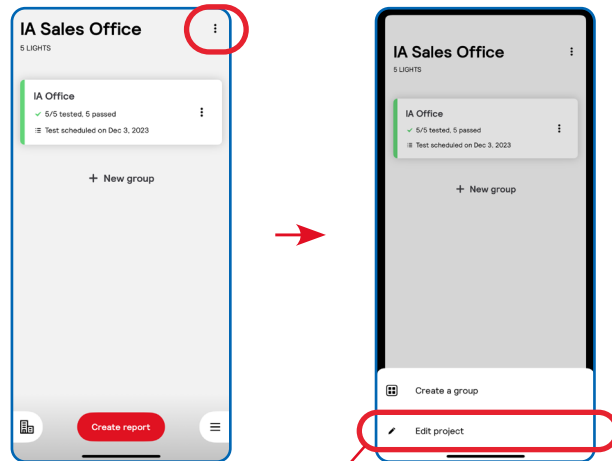 IA Sales Office
5 LIGHTS
IA Office
5/5 tested, 5 passed
Test scheduled on Dec 3, 2023
+ New group
Create report
IA Sales Office
5 LIGHTS
IA Office
5/5 tested, 5 passed
Test scheduled on Dec 3, 2023
+ New group
Create a group
Edit project